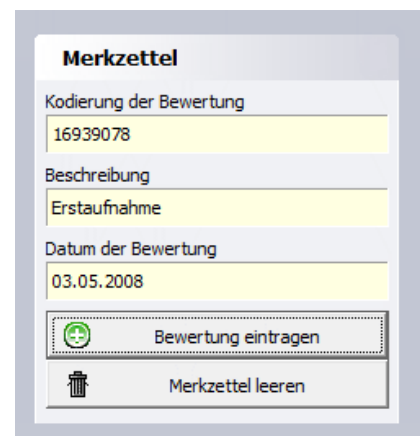 Merkzettel
Kodierung der Bewertung
16939078
Beschreibung
Erstaufnahme
Datum der Bewertung
03.05.2008
Bewertung eintragen
Merkzettel leeren